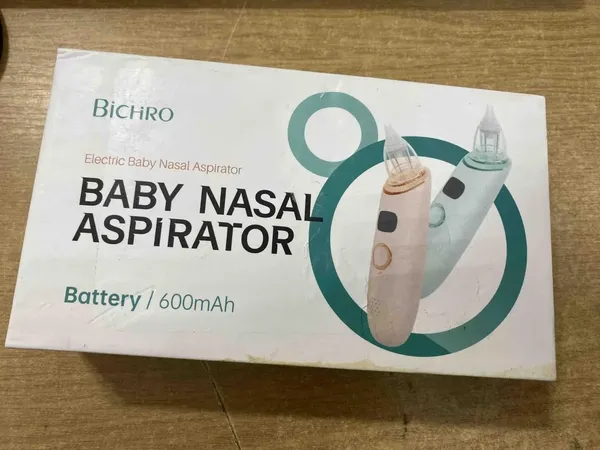 BiCHRO
Electric Baby Nasal Aspirator
BABY NASAL
ASPiRATOR
Battery / 600mAh